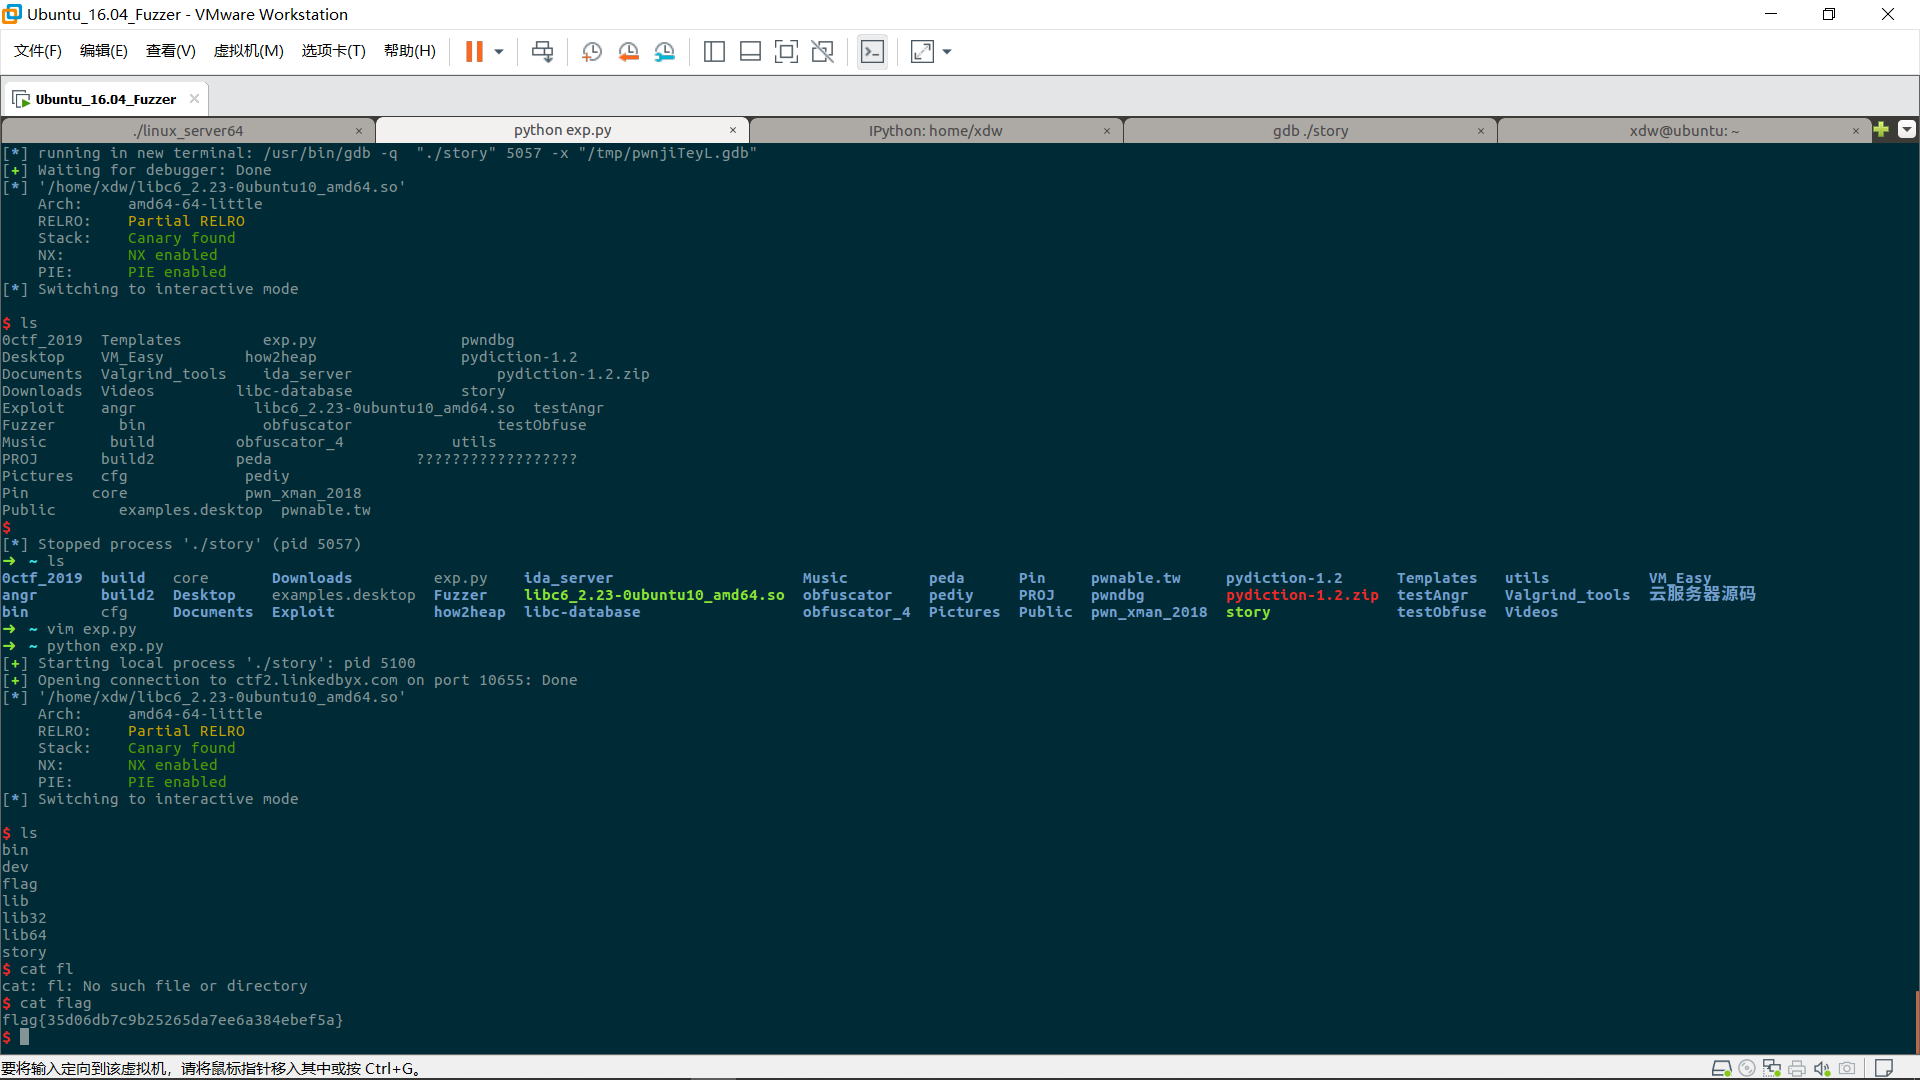 Ubuntu_16.04_Fuzzer - VMware Workstation
文件(F) 编辑(E) 查看(V) 虚拟机(M) 选项卡(T) 帮助(H)
Ubuntu_16.04_Fuzzer
./linux_server64 python exp.py IPython: home/xdw gdb ./story xdw@ubuntu: ~
[*] running in new terminal: /usr/bin/gdb -q  "./story" 5057 -x "/tmp/pwnjiTeyL.gdb"
[+] Waiting for debugger: Done
[*] '/home/xdw/libc6_2.23-0ubuntu10_amd64.so'
    Arch:     amd64-64-little
    RELRO:    Partial RELRO
    Stack:    Canary found
    NX:       NX enabled
    PIE:      PIE enabled
[*] Switching to interactive mode
$ ls
0ctf_2019  Templates         exp.py                pwndbg
Desktop    VM_Easy         how2heap                pydiction-1.2
Documents  Valgrind_tools    ida_server                pydiction-1.2.zip
Downloads  Videos         libc-database            story
Exploit    angr             libc6_2.23-0ubuntu10_amd64.so  testAngr
Fuzzer       bin             obfuscator                testObfuse
Music       build         obfuscator_4            utils
PROJ       build2         peda                ??????????????????
Pictures   cfg             pediy
Pin       core             pwn_xman_2018
Public       examples.desktop  pwnable.tw
$
[*] Stopped process './story' (pid 5057)
➜  ~ ls
0ctf_2019  build   core       Downloads         exp.py    ida_server                     Music         peda      Pin     pwnable.tw     pydiction-1.2      Templates   utils           VM_Easy
angr       build2  Desktop    examples.desktop  Fuzzer    libc6_2.23-0ubuntu10_amd64.so  obfuscator    pediy     PROJ    pwndbg         pydiction-1.2.zip  testAngr    Valgrind_tools  云服务器源码
bin        cfg     Documents  Exploit           how2heap  libc-database                  obfuscator_4  Pictures  Public  pwn_xman_2018  story              testObfuse  Videos
➜  ~ vim exp.py
➜  ~ python exp.py
[+] Starting local process './story': pid 5100
[+] Opening connection to ctf2.linkedbyx.com on port 10655: Done
[*] '/home/xdw/libc6_2.23-0ubuntu10_amd64.so'
    Arch:     amd64-64-little
    RELRO:    Partial RELRO
    Stack:    Canary found
    NX:       NX enabled
    PIE:      PIE enabled
[*] Switching to interactive mode
$ ls
bin
dev
flag
lib
lib32
lib64
story
$ cat fl
cat: fl: No such file or directory
$ cat flag
flag{35d06db7c9b25265da7ee6a384ebef5a}
$
要将输入定向到该虚拟机，请将鼠标指针移入其中或按 Ctrl+G。